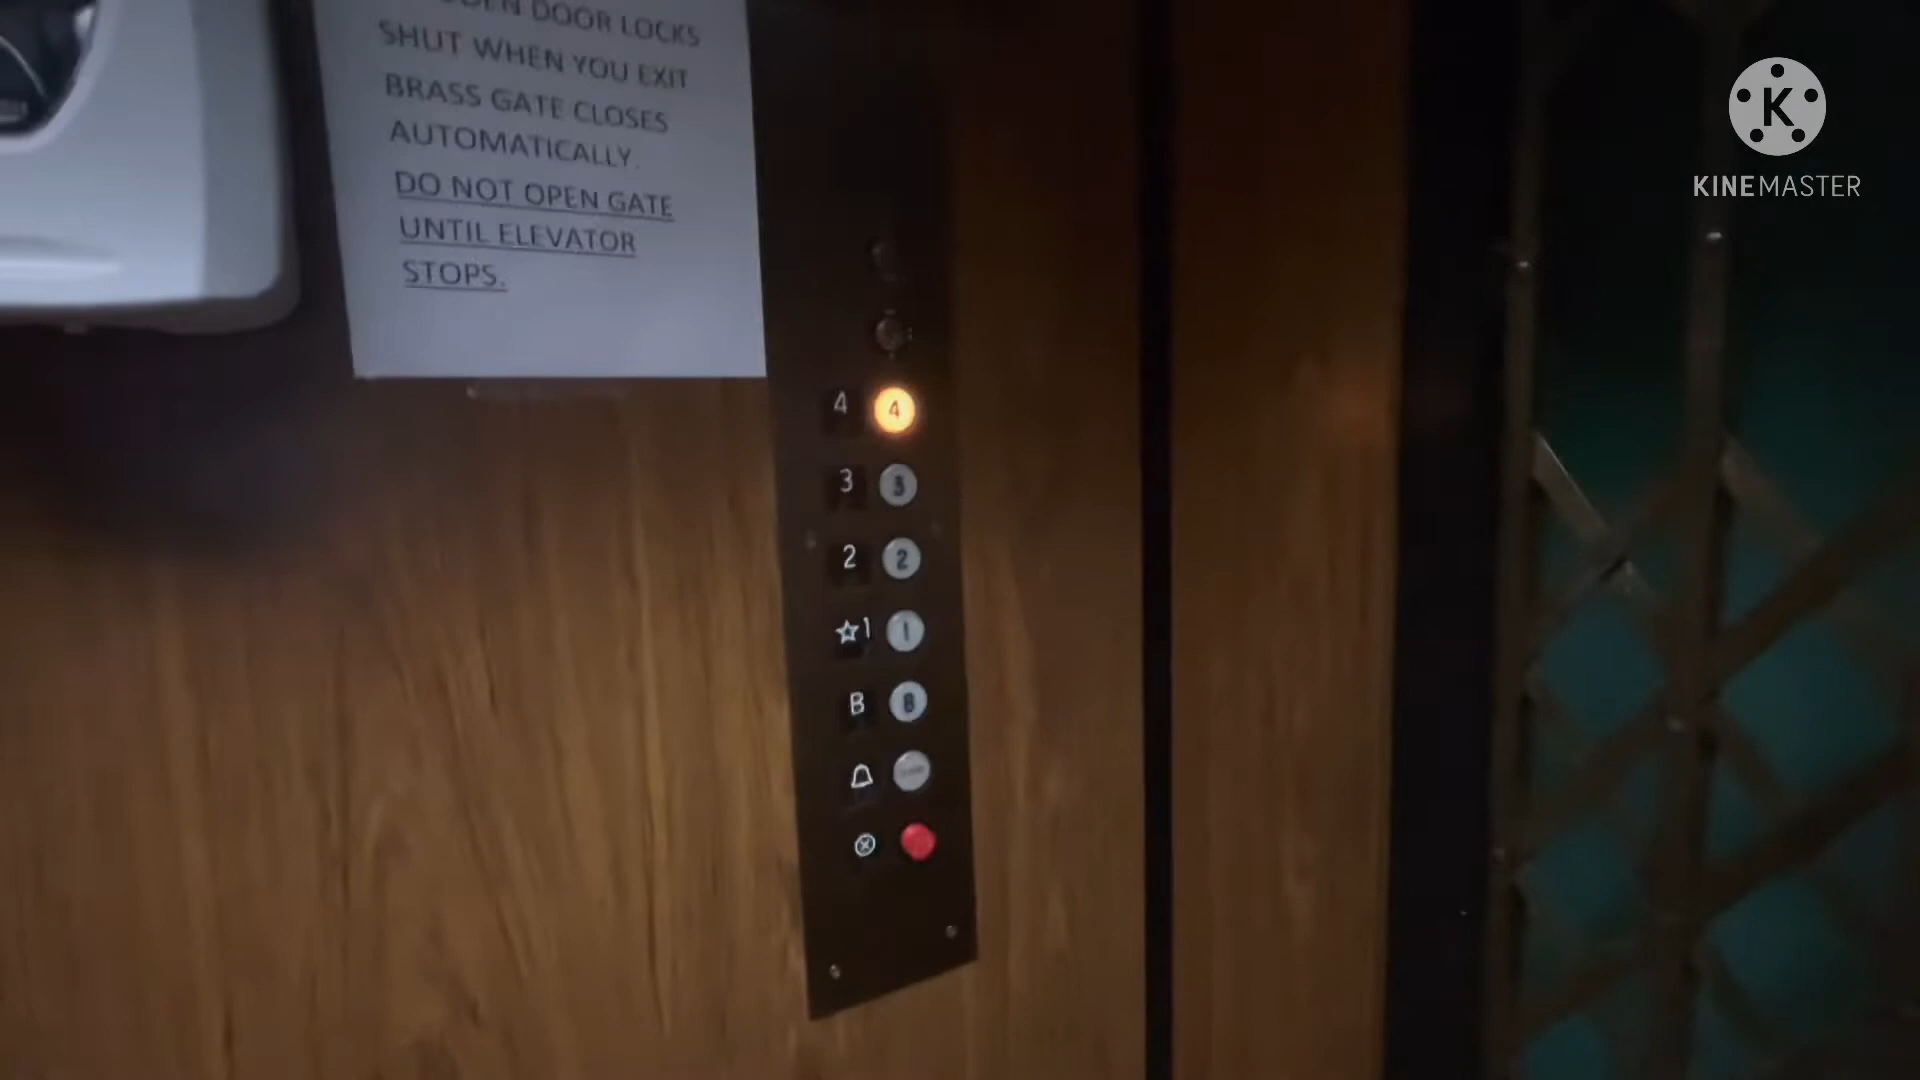 DOOR LOCKS
SHUT WHEN YOU EXIT
BRASS GATE CLOSES
AUTOMATICALLY.
DO NOT OPEN GATE
UNTIL ELEVATOR
STOPS.
K
KINEMASTER
4 4
3 3
2 2
☆1 1
B B